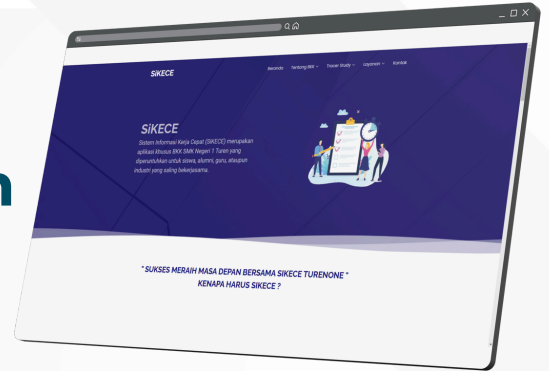 SiKECE
Beranda Tentang BKK Tracer Study Layanan Kontak
SiKECE
Sistem Informasi Kerja Cepat (SIKECE) merupakan
aplikasi khusus BKK SMK Negeri 1 Turen yang
diperuntukkan untuk siswa, alumni, guru, ataupun
industri yang saling bekerjasama.
" SUKSES MERAIH MASA DEPAN BERSAMA SIKECE TURENONE "
KENAPA HARUS SIKECE ?